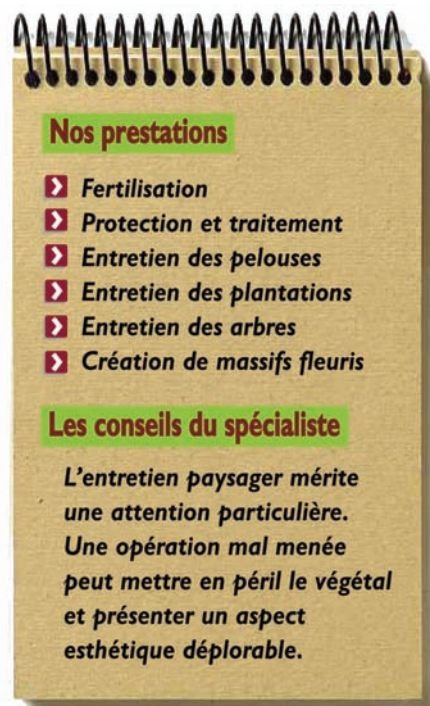 Nos prestations
Fertilisation
Protection et traitement
Entretien des pelouses
Entretien des plantations
Entretien des arbres
Création de massifs fleuris
Les conseils du spécialiste
L'entretien paysager mérite
une attention particulière.
Une opération mal menée
peut mettre en péril le végétal
et présenter un aspect
esthétique déplorable.